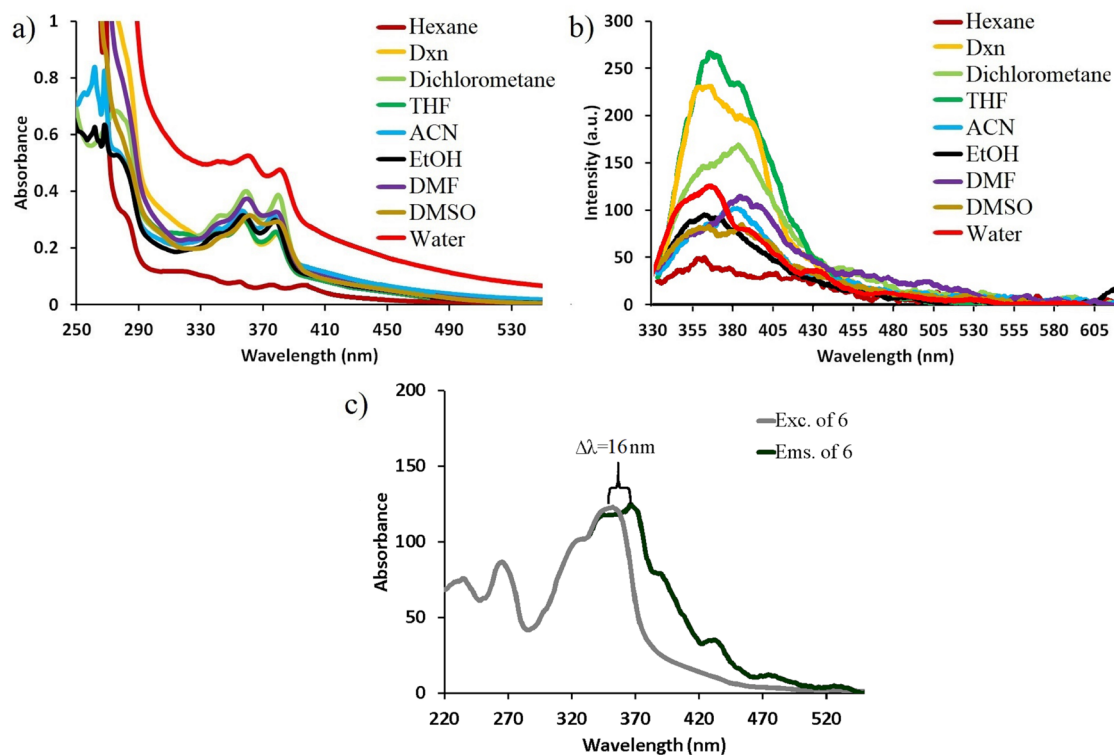 a)
1
0.8
0.6
0.4
0.2
0
250 290 330 370 410 450 490 530
Absorbance
Wavelength (nm)
Hexane
Dxn
Dichlorometane
THF
ACN
EtOH
DMF
DMSO
Water
b)
300
250
200
150
100
50
0
330 355 380 405 430 455 480 505 530 555 580 605
Intensity (a.u.)
Wavelength (nm)
Hexane
Dxn
Dichlorometane
THF
ACN
EtOH
DMF
DMSO
Water
c)
200
150
100
50
0
220 270 320 370 420 470 520
Absorbance
Wavelength (nm)
Δλ=16 nm
Exc. of 6
Ems. of 6